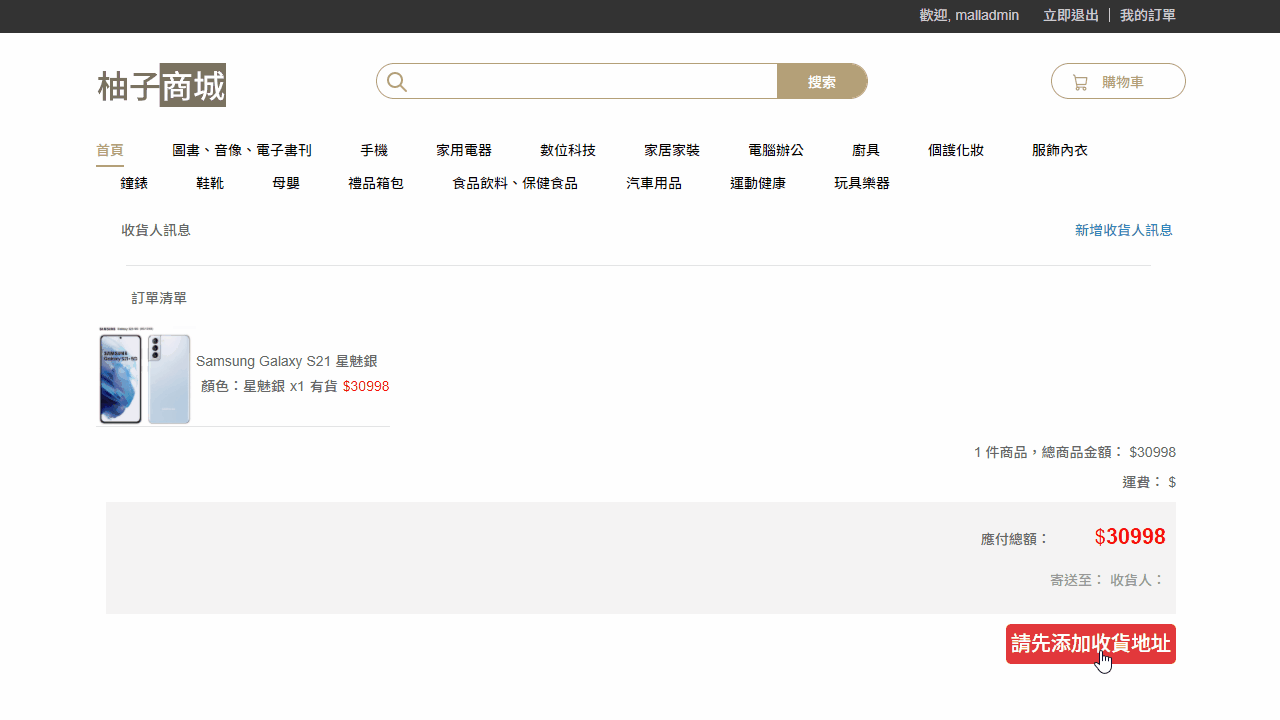 歡迎, malladmin 立即退出 我的訂單
柚子商城
搜索
購物車
首頁 圖書、音像、電子書刊 手機 家用電器 數位科技 家居家裝 電腦辦公 廚具 個護化妝 服飾內衣
鐘錶 鞋靴 母嬰 禮品箱包 食品飲料、保健食品 汽車用品 運動健康 玩具樂器
收貨人訊息 新增收貨人訊息
訂單清單
Samsung Galaxy S21 星魅銀
顏色：星魅銀 x1 有貨 $30998
1 件商品，總商品金額： $30998
運費： $
應付總額： $30998
寄送至： 收貨人：
請先添加收貨地址